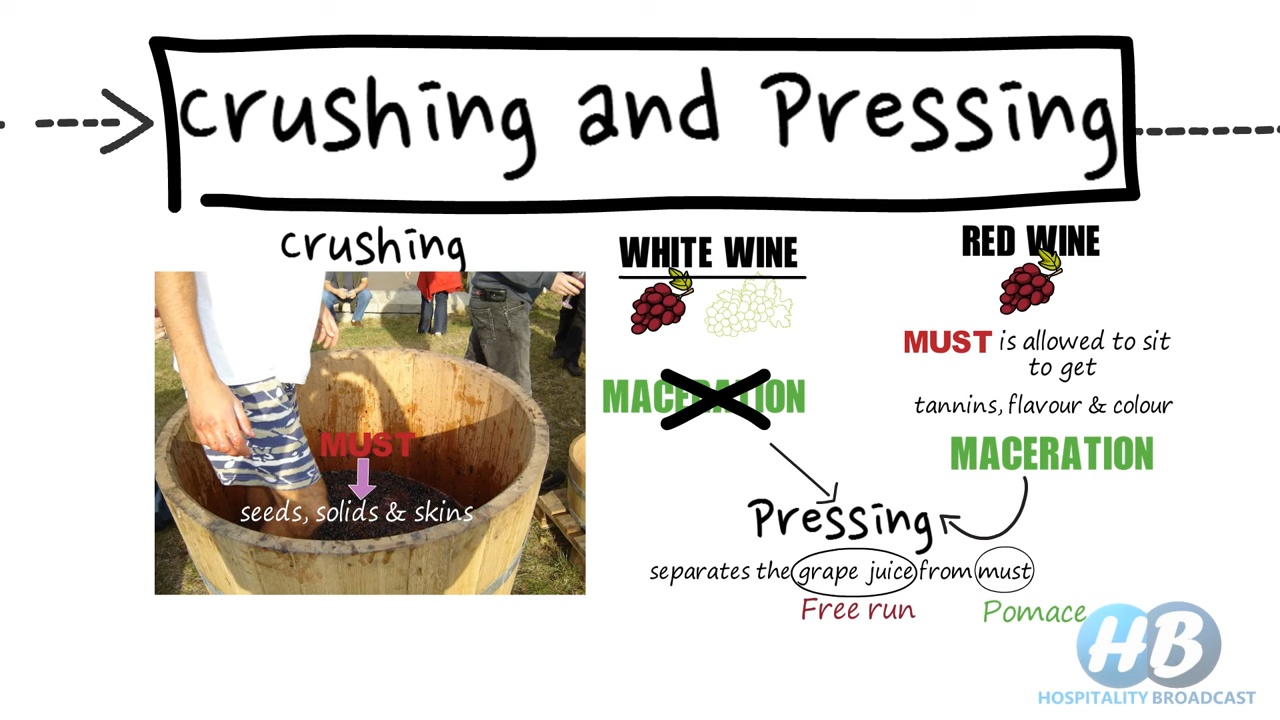 Crushing and Pressing
crushing
MUST
seeds, solids & skins
WHITE WINE
MACERATION
RED WINE
MUST is allowed to sit
to get
tannins, flavour & colour
MACERATION
Pressing
separates the grape juice from must
Free run
Pomace
HB
HOSPITALITY BROADCAST